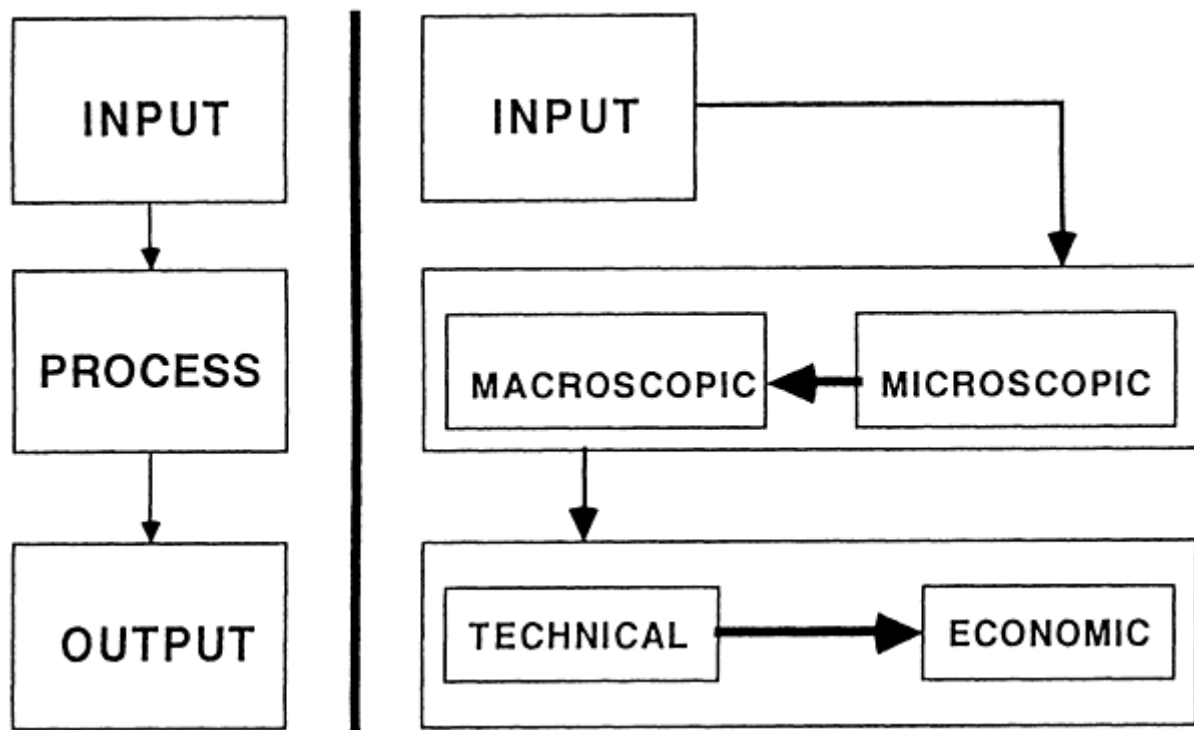 INPUT
PROCESS
OUTPUT
INPUT
MACROSCOPIC
MICROSCOPIC
TECHNICAL
ECONOMIC